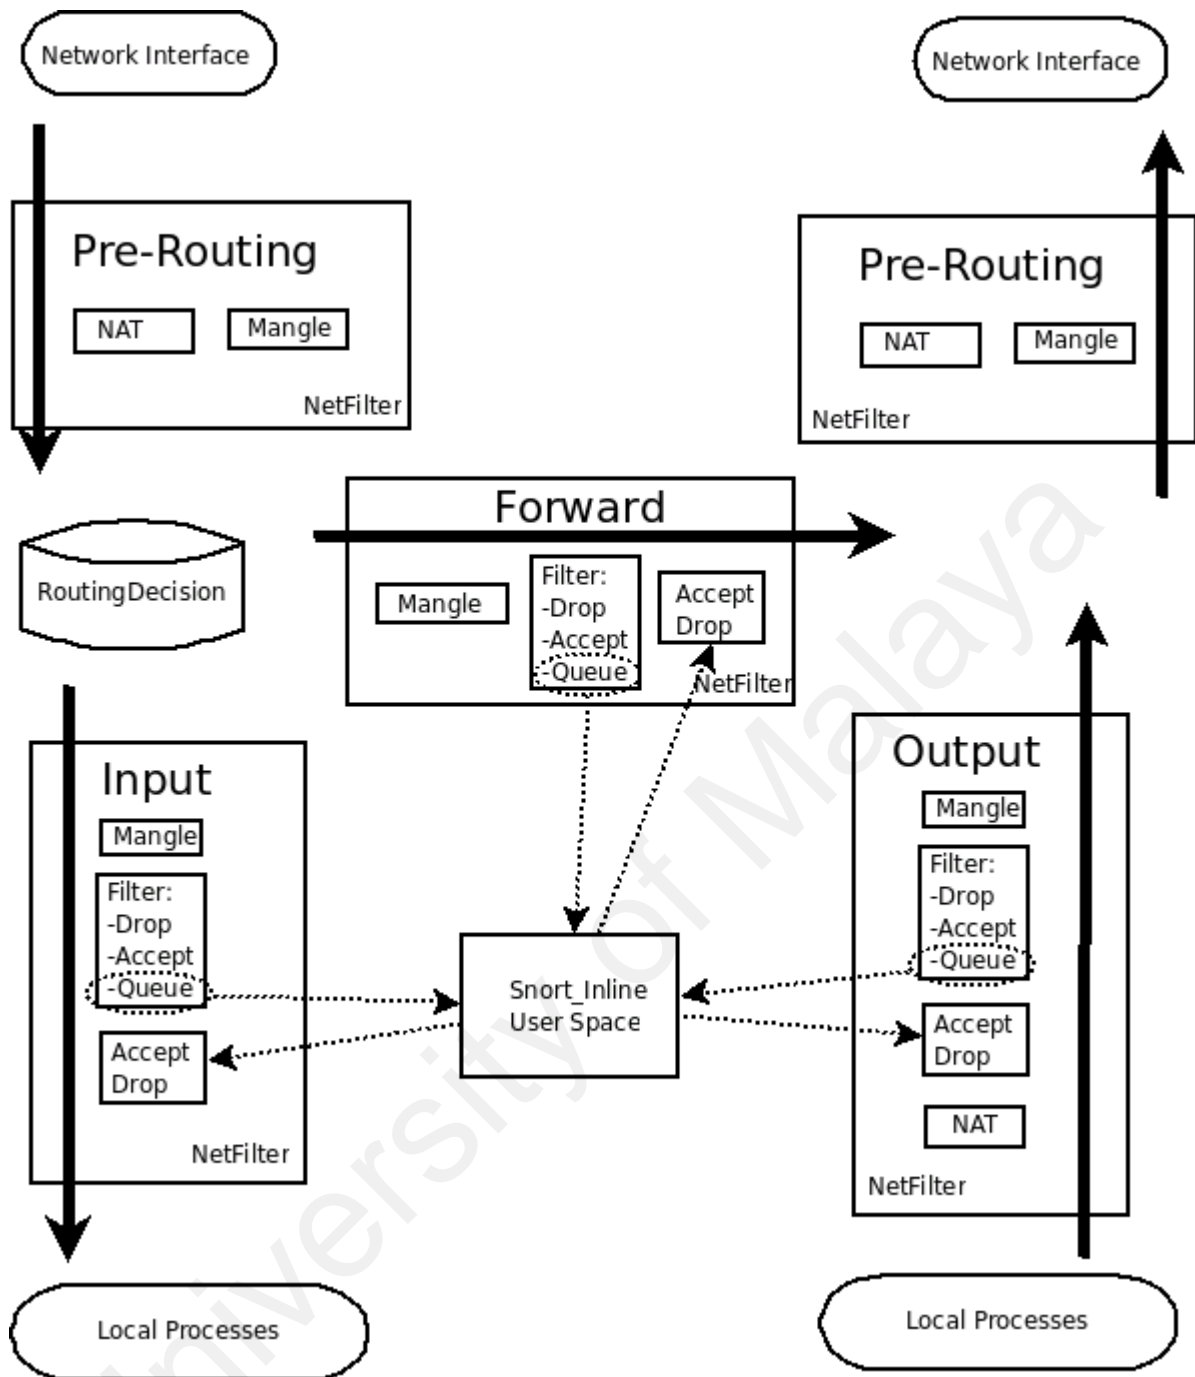 Network Interface
Network Interface
Pre-Routing
NAT
Mangle
NetFilter
Pre-Routing
NAT
Mangle
NetFilter
RoutingDecision
Forward
Mangle
Filter:
-Drop
-Accept
-Queue
Accept
Drop
NetFilter
Input
Mangle
Filter:
-Drop
-Accept
-Queue
Accept
Drop
NetFilter
Snort_Inline
User Space
Output
Mangle
Filter:
-Drop
-Accept
-Queue
Accept
Drop
NAT
NetFilter
Local Processes
Local Processes
University of Malaya